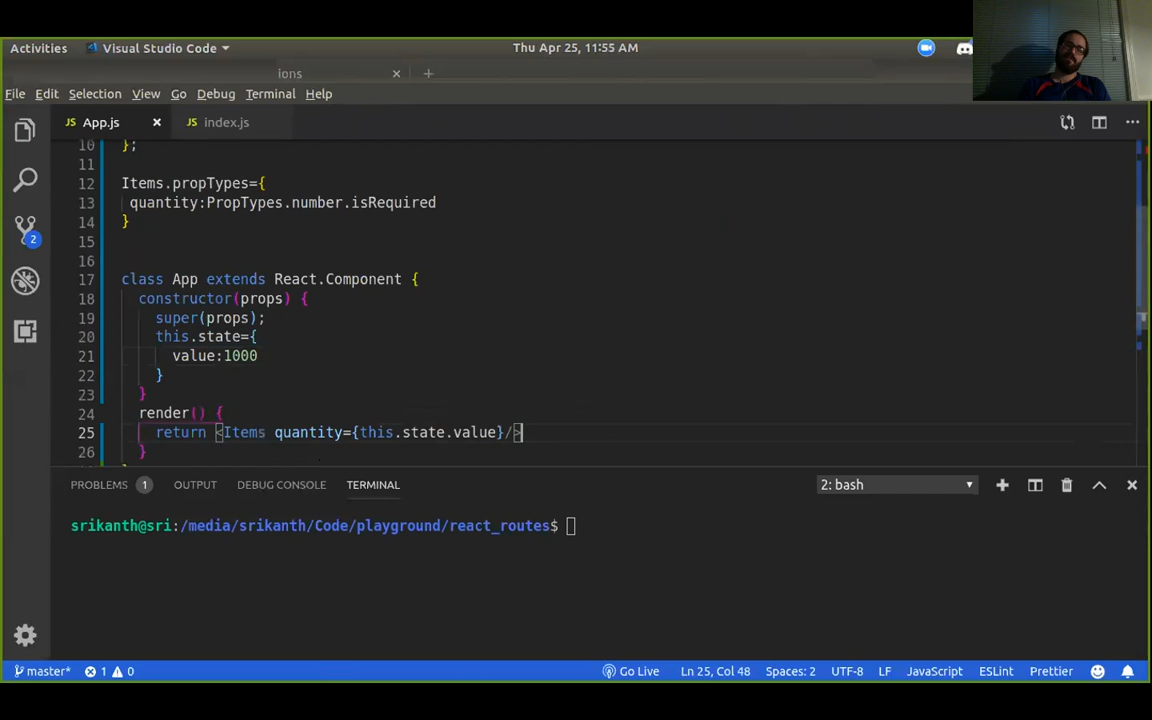 Activities Visual Studio Code Thu Apr 25, 11:55 AM
ions
File Edit Selection View Go Debug Terminal Help
JS App.js JS index.js
10 };
11
12 Items.propTypes={
13 quantity:PropTypes.number.isRequired
14 }
15
16
17 class App extends React.Component {
18 constructor(props) {
19 super(props);
20 this.state={
21 value:1000
22 }
23 }
24 render() {
25 return <Items quantity={this.state.value}/>
26 }
2
PROBLEMS 1 OUTPUT DEBUG CONSOLE TERMINAL 2: bash
srikanth@sri:/media/srikanth/Code/playground/react_routes$
master* 1 0 Go Live Ln 25, Col 48 Spaces: 2 UTF-8 LF JavaScript ESLint Prettier